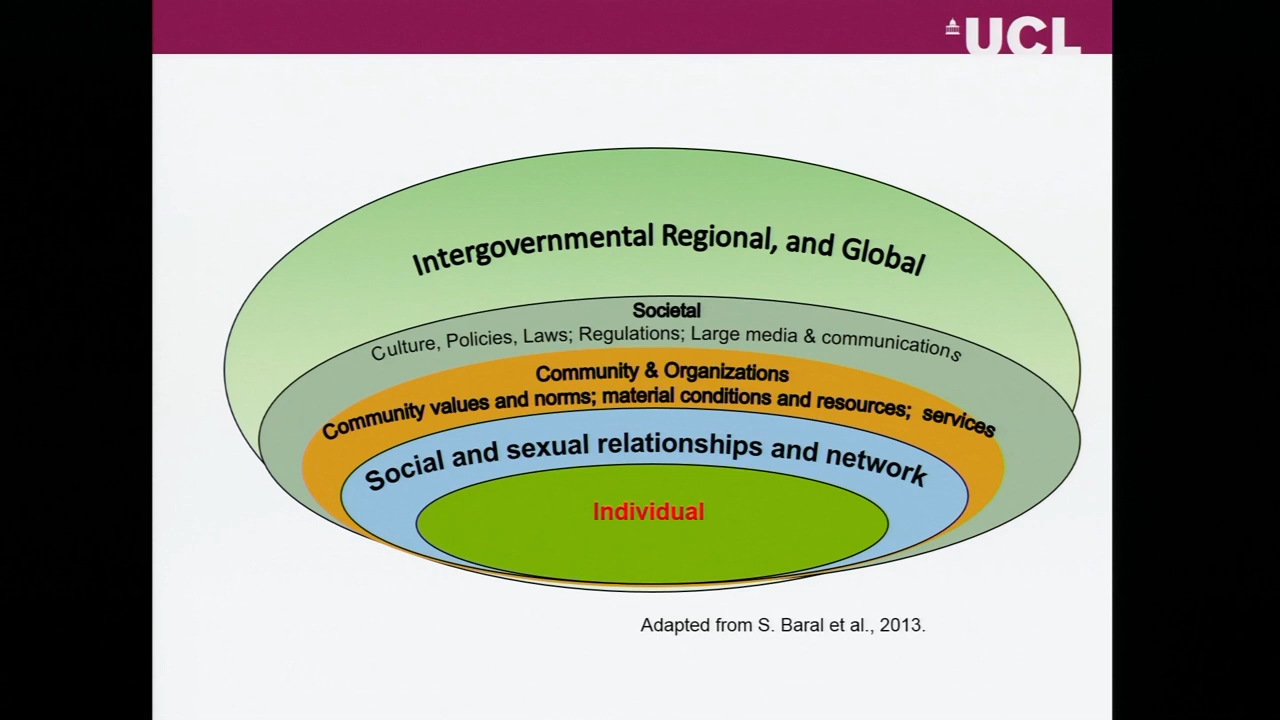 UCL
Intergovernmental Regional, and Global
Societal
Culture, Policies, Laws; Regulations; Large media & communications
Community & Organizations
Community values and norms; material conditions and resources; services
Social and sexual relationships and network
Individual
Adapted from S. Baral et al., 2013.